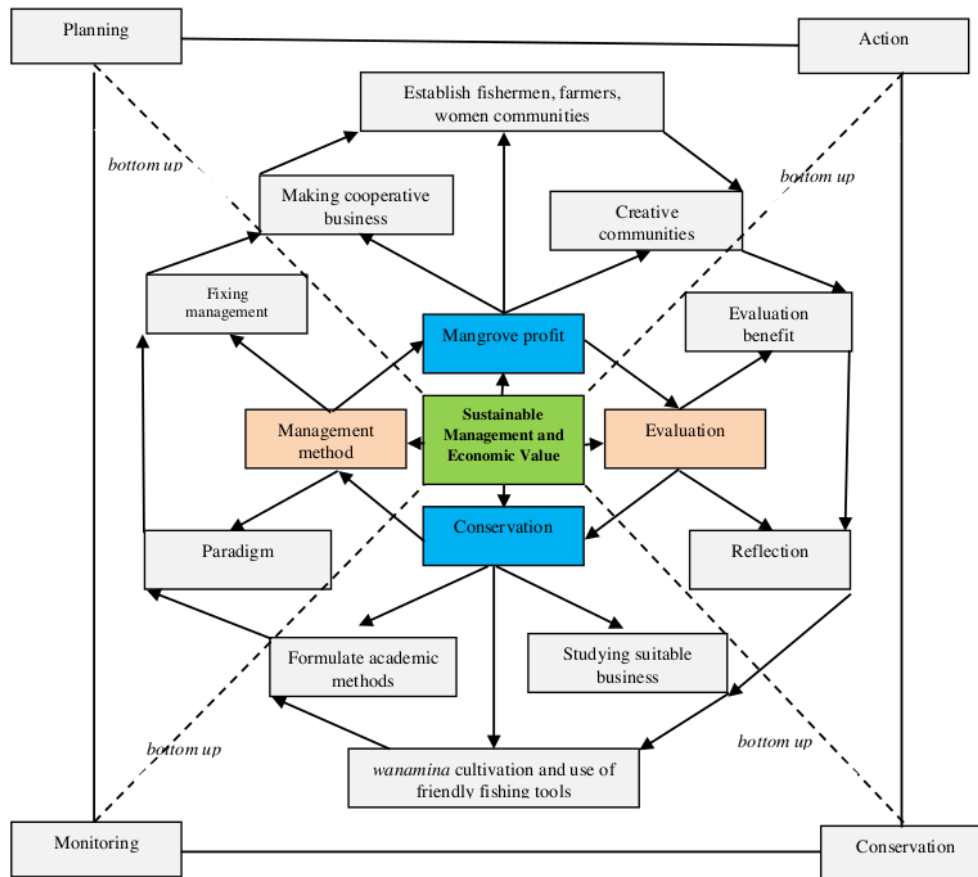 Planning
Action
Establish fishermen, farmers,
women communities
bottom up
bottom up
Making cooperative
business
Creative
communities
Fixing
management
Evaluation
benefit
Mangrove profit
Management
method
Sustainable
Management and
Economic Value
Evaluation
Conservation
Paradigm
Reflection
Formulate academic
methods
Studying suitable
business
bottom up
bottom up
wanamina cultivation and use of
friendly fishing tools
Monitoring
Conservation